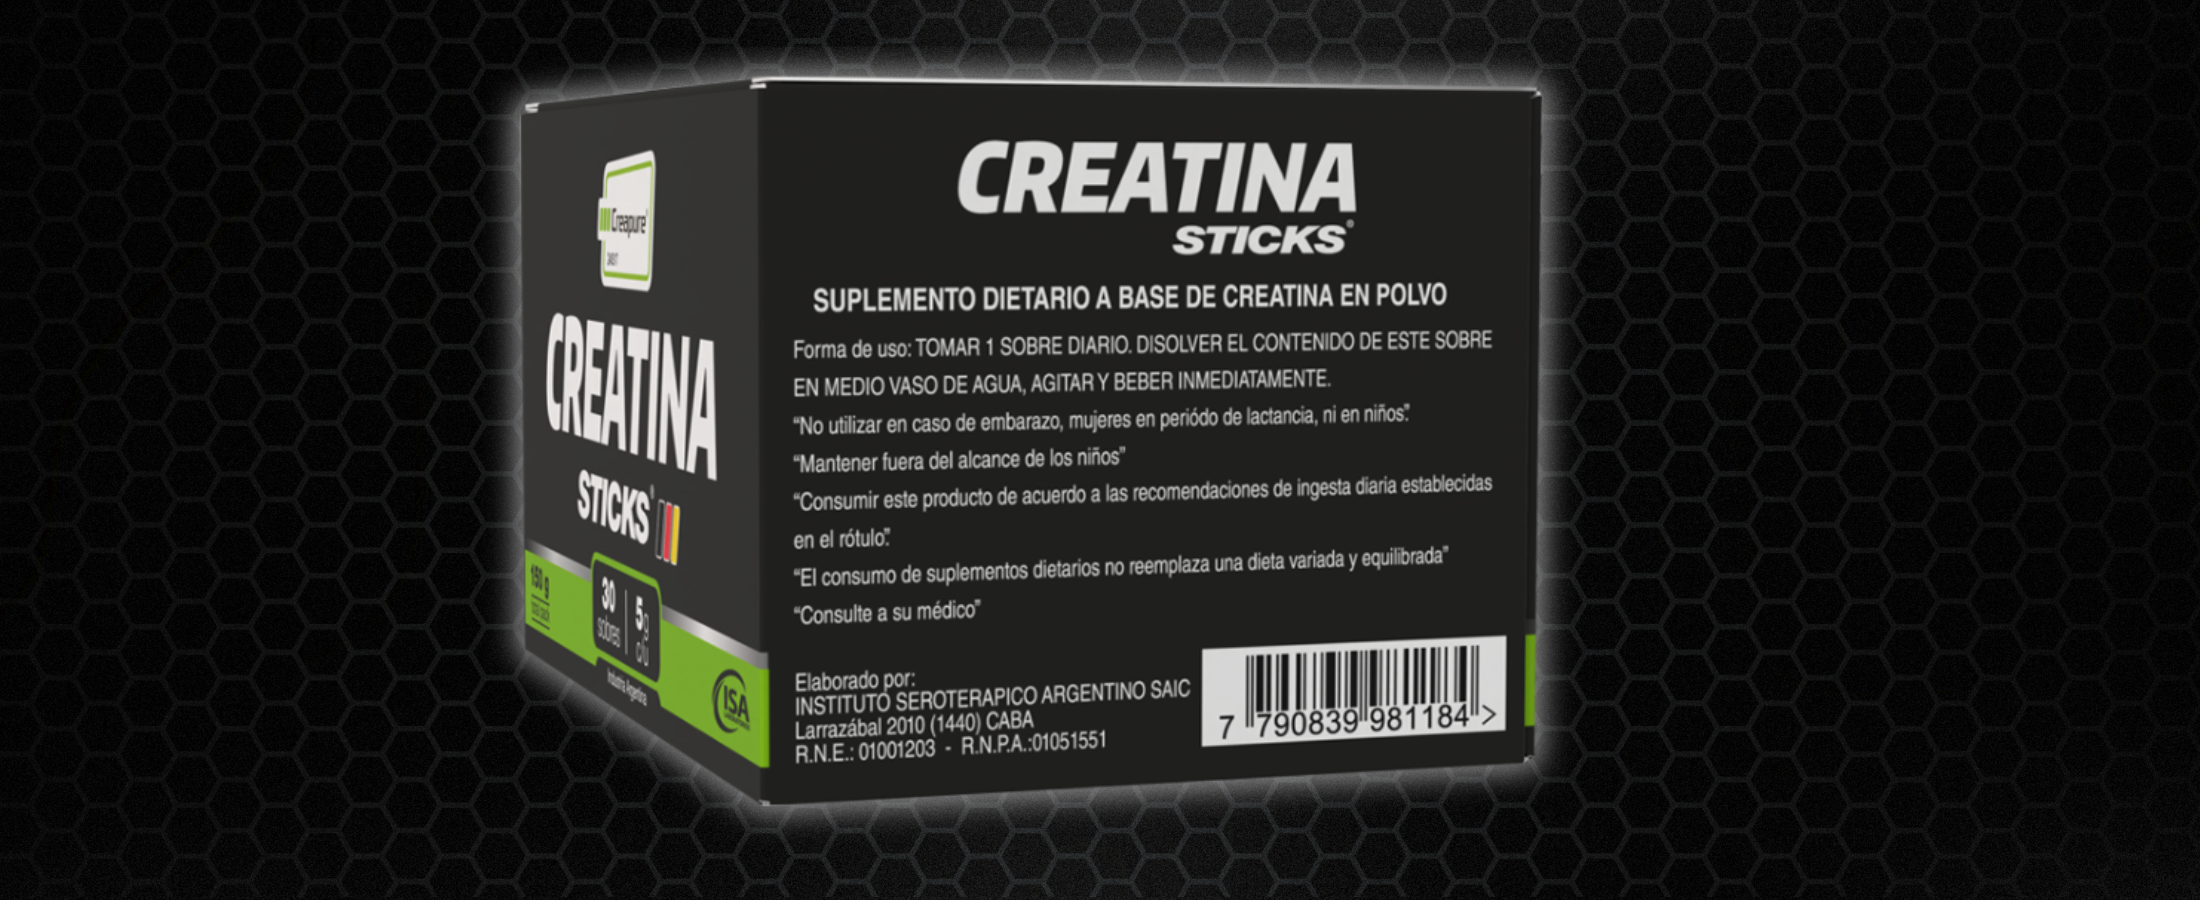 Creapure®
CREATINA
STICKS®
150 g
30
sobres
5g
c/u
Industria Argentina
ISA
CREATINA
STICKS®
SUPLEMENTO DIETARIO A BASE DE CREATINA EN POLVO
Forma de uso: TOMAR 1 SOBRE DIARIO. DISOLVER EL CONTENIDO DE ESTE SOBRE
EN MEDIO VASO DE AGUA, AGITAR Y BEBER INMEDIATAMENTE.
“No utilizar en caso de embarazo, mujeres en periódo de lactancia, ni en niños”.
“Mantener fuera del alcance de los niños”
“Consumir este producto de acuerdo a las recomendaciones de ingesta diaria establecidas
en el rótulo”.
“El consumo de suplementos dietarios no reemplaza una dieta variada y equilibrada”
“Consulte a su médico”
Elaborado por:
INSTITUTO SEROTERAPICO ARGENTINO SAIC
Larrazábal 2010 (1440) CABA
R.N.E.: 01001203 - R.N.P.A.:01051551
7 790839 981184 >